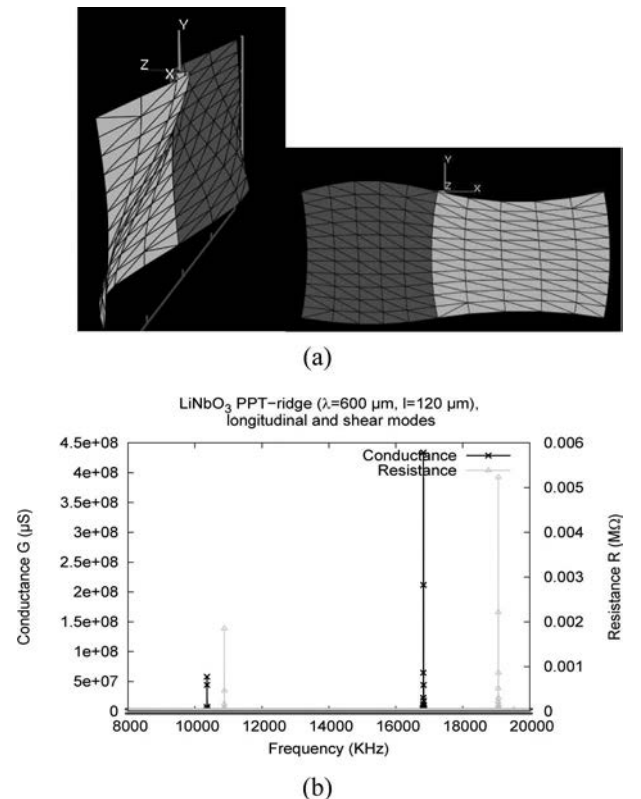 Y
Z
X
Y
Z
X
(a)
LiNbO₃ PPT−ridge (λ=600 µm, l=120 µm),
longitudinal and shear modes
4.5e+08
4e+08
3.5e+08
3e+08
2.5e+08
2e+08
1.5e+08
1e+08
5e+07
0
Conductance G (µS)
Conductance
Resistance
0.006
0.005
0.004
0.003
0.002
0.001
0
Resistance R (MΩ)
8000 10000 12000 14000 16000 18000 20000
Frequency (KHz)
(b)